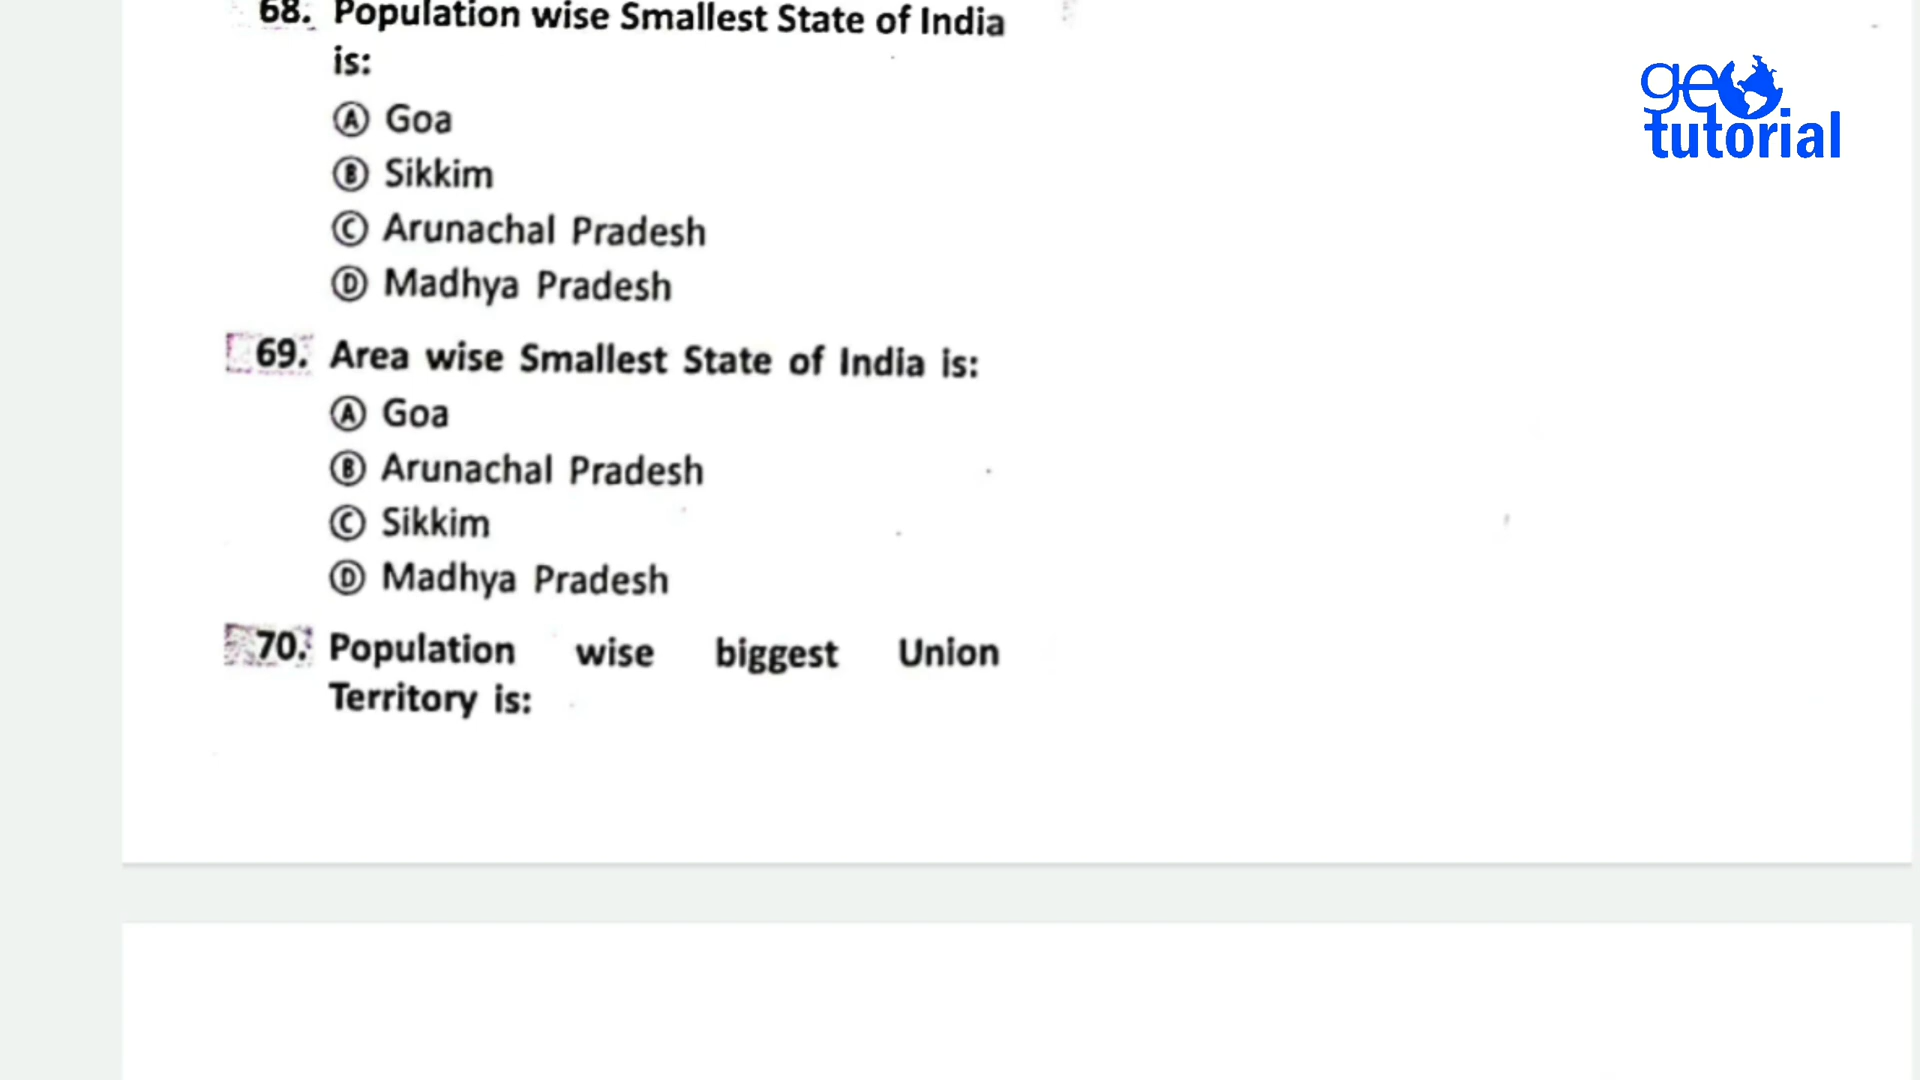 68. Population wise Smallest State of India
is:
Ⓐ Goa
Ⓑ Sikkim
Ⓒ Arunachal Pradesh
Ⓓ Madhya Pradesh
69. Area wise Smallest State of India is:
Ⓐ Goa
Ⓑ Arunachal Pradesh
Ⓒ Sikkim
Ⓓ Madhya Pradesh
70. Population wise biggest Union
Territory is:
geo
tutorial